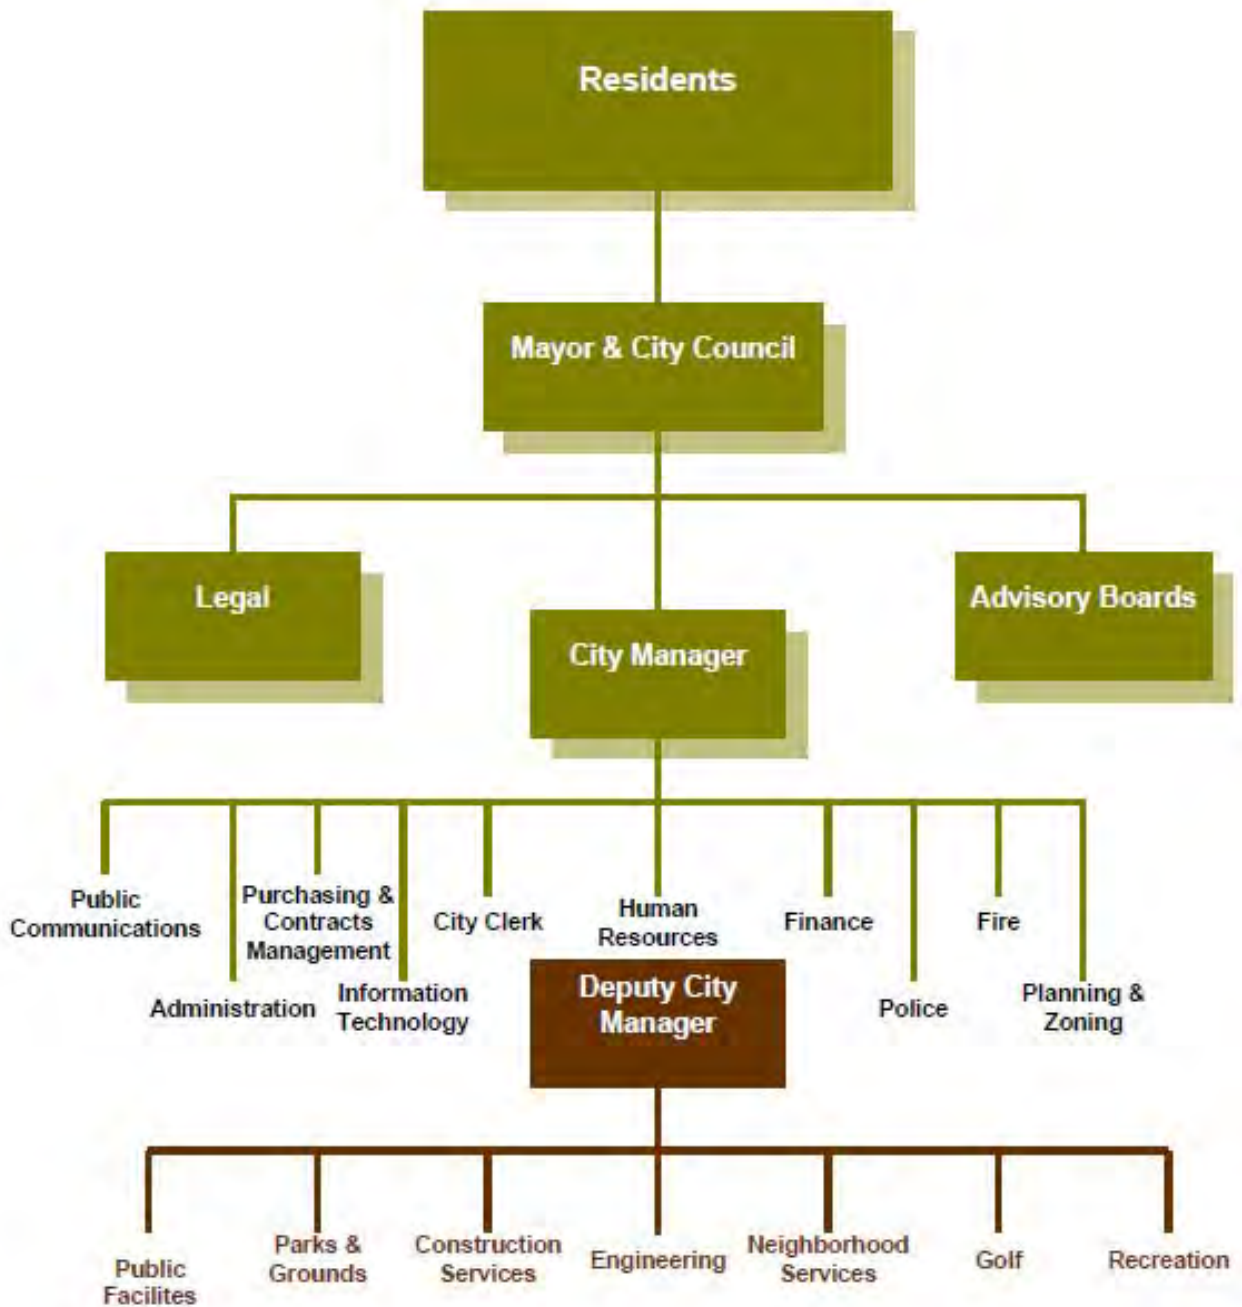 Residents
Mayor & City Council
Legal
City Manager
Advisory Boards
Public
Communications
Administration
Purchasing &
Contracts
Management
Information
Technology
City Clerk
Human
Resources
Finance
Police
Fire
Planning &
Zoning
Deputy City
Manager
Public
Facilites
Parks &
Grounds
Construction
Services
Engineering
Neighborhood
Services
Golf
Recreation